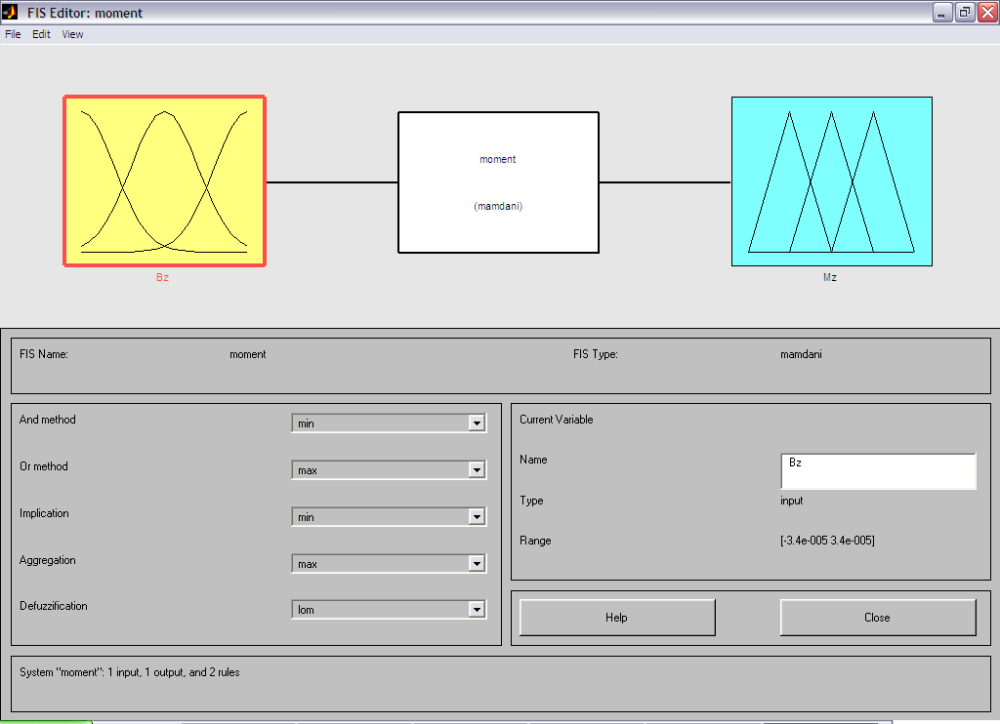 FIS Editor: moment
File Edit View
moment
(mamdani)
Bz
Mz
FIS Name: moment FIS Type: mamdani
And method min
Or method max
Implication min
Aggregation max
Defuzzification lom
Current Variable
Name Bz
Type input
Range [-3.4e-005 3.4e-005]
Help Close
System "moment": 1 input, 1 output, and 2 rules